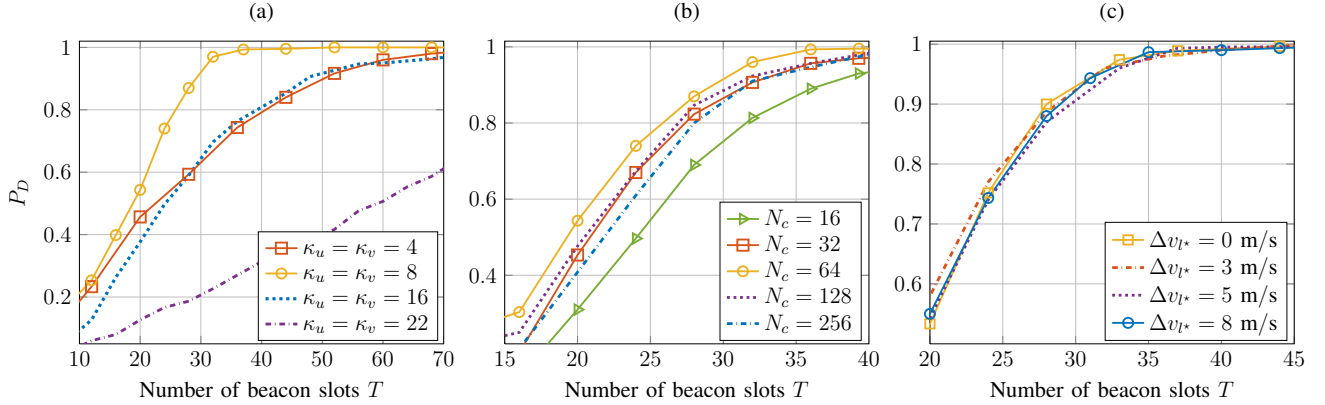 (a)
1
0.8
0.6
0.4
0.2
P_D
10 20 30 40 50 60 70
Number of beacon slots T
κ_u = κ_v = 4
κ_u = κ_v = 8
κ_u = κ_v = 16
κ_u = κ_v = 22
(b)
1
0.8
0.6
0.4
15 20 25 30 35 40
Number of beacon slots T
N_c = 16
N_c = 32
N_c = 64
N_c = 128
N_c = 256
(c)
1
0.9
0.8
0.7
0.6
20 25 30 35 40 45
Number of beacon slots T
Δv_{l⋆} = 0 m/s
Δv_{l⋆} = 3 m/s
Δv_{l⋆} = 5 m/s
Δv_{l⋆} = 8 m/s